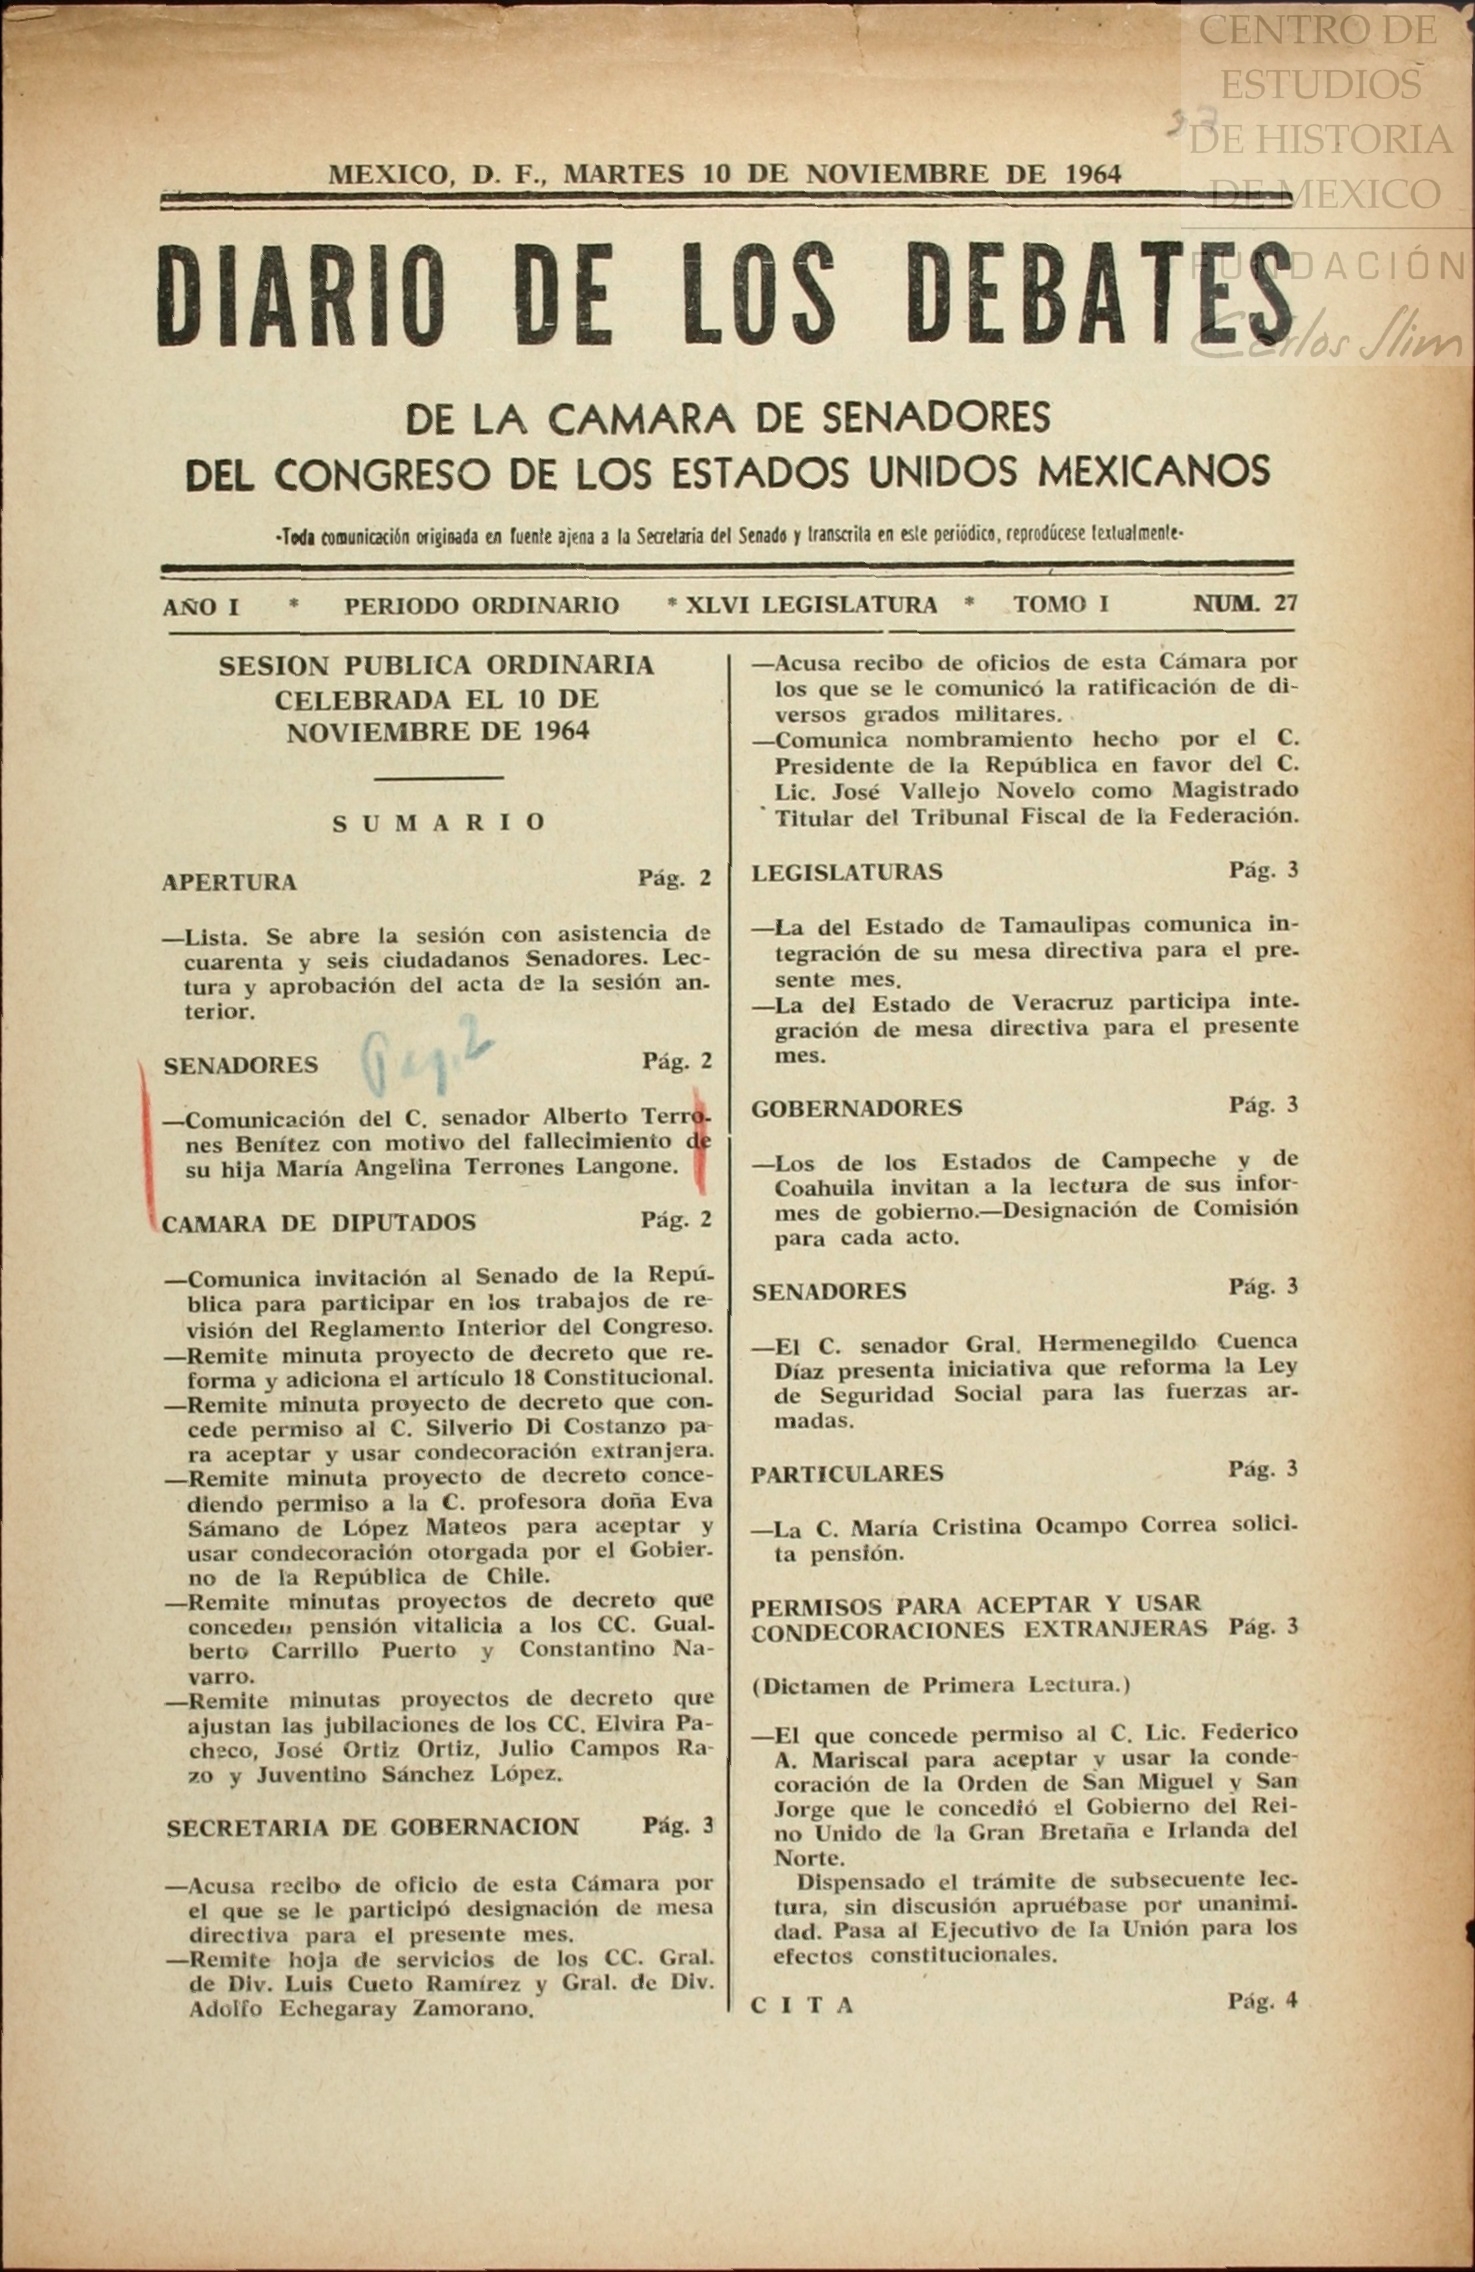 CENTRO DE
ESTUDIOS
DE HISTORIA
DE MEXICO
FUNDACIÓN
Carlos Slim
MEXICO, D. F., MARTES 10 DE NOVIEMBRE DE 1964
DIARIO DE LOS DEBATES
DE LA CAMARA DE SENADORES
DEL CONGRESO DE LOS ESTADOS UNIDOS MEXICANOS
-Toda comunicación originada en fuente ajena a la Secretaría del Senado y transcrita en este periódico, reprodúcese textualmente-
AÑO I * PERIODO ORDINARIO * XLVI LEGISLATURA * TOMO I NUM. 27
SESION PUBLICA ORDINARIA
CELEBRADA EL 10 DE
NOVIEMBRE DE 1964
SUMARIO
APERTURA Pág. 2
—Lista. Se abre la sesión con asistencia de
cuarenta y seis ciudadanos Senadores. Lec-
tura y aprobación del acta de la sesión an-
terior.
Pag. 2
SENADORES Pág. 2
—Comunicación del C. senador Alberto Terro-
nes Benítez con motivo del fallecimiento de
su hija María Angelina Terrones Langone.
CAMARA DE DIPUTADOS Pág. 2
—Comunica invitación al Senado de la Repú-
blica para participar en los trabajos de re-
visión del Reglamento Interior del Congreso.
—Remite minuta proyecto de decreto que re-
forma y adiciona el artículo 18 Constitucional.
—Remite minuta proyecto de decreto que con-
cede permiso al C. Silverio Di Costanzo pa-
ra aceptar y usar condecoración extranjera.
—Remite minuta proyecto de decreto conce-
diendo permiso a la C. profesora doña Eva
Sámano de López Mateos para aceptar y
usar condecoración otorgada por el Gobier-
no de la República de Chile.
—Remite minutas proyectos de decreto que
conceden pensión vitalicia a los CC. Gual-
berto Carrillo Puerto y Constantino Na-
varro.
—Remite minutas proyectos de decreto que
ajustan las jubilaciones de los CC. Elvira Pa-
checo, José Ortiz Ortiz, Julio Campos Ra-
zo y Juventino Sánchez López.
SECRETARIA DE GOBERNACION Pág. 3
—Acusa recibo de oficio de esta Cámara por
el que se le participó designación de mesa
directiva para el presente mes.
—Remite hoja de servicios de los CC. Gral.
de Div. Luis Cueto Ramírez y Gral. de Div.
Adolfo Echegaray Zamorano.
—Acusa recibo de oficios de esta Cámara por
los que se le comunicó la ratificación de di-
versos grados militares.
—Comunica nombramiento hecho por el C.
Presidente de la República en favor del C.
Lic. José Vallejo Novelo como Magistrado
Titular del Tribunal Fiscal de la Federación.
LEGISLATURAS Pág. 3
—La del Estado de Tamaulipas comunica in-
tegración de su mesa directiva para el pre-
sente mes.
—La del Estado de Veracruz participa inte-
gración de mesa directiva para el presente
mes.
GOBERNADORES Pág. 3
—Los de los Estados de Campeche y de
Coahuila invitan a la lectura de sus infor-
mes de gobierno.—Designación de Comisión
para cada acto.
SENADORES Pág. 3
—El C. senador Gral. Hermenegildo Cuenca
Díaz presenta iniciativa que reforma la Ley
de Seguridad Social para las fuerzas ar-
madas.
PARTICULARES Pág. 3
—La C. María Cristina Ocampo Correa solici-
ta pensión.
PERMISOS PARA ACEPTAR Y USAR
CONDECORACIONES EXTRANJERAS Pág. 3
(Dictamen de Primera Lectura.)
—El que concede permiso al C. Lic. Federico
A. Mariscal para aceptar y usar la conde-
coración de la Orden de San Miguel y San
Jorge que le concedió el Gobierno del Rei-
no Unido de la Gran Bretaña e Irlanda del
Norte.
Dispensado el trámite de subsecuente lec-
tura, sin discusión apruébase por unanimi-
dad. Pasa al Ejecutivo de la Unión para los
efectos constitucionales.
CITA Pág. 4